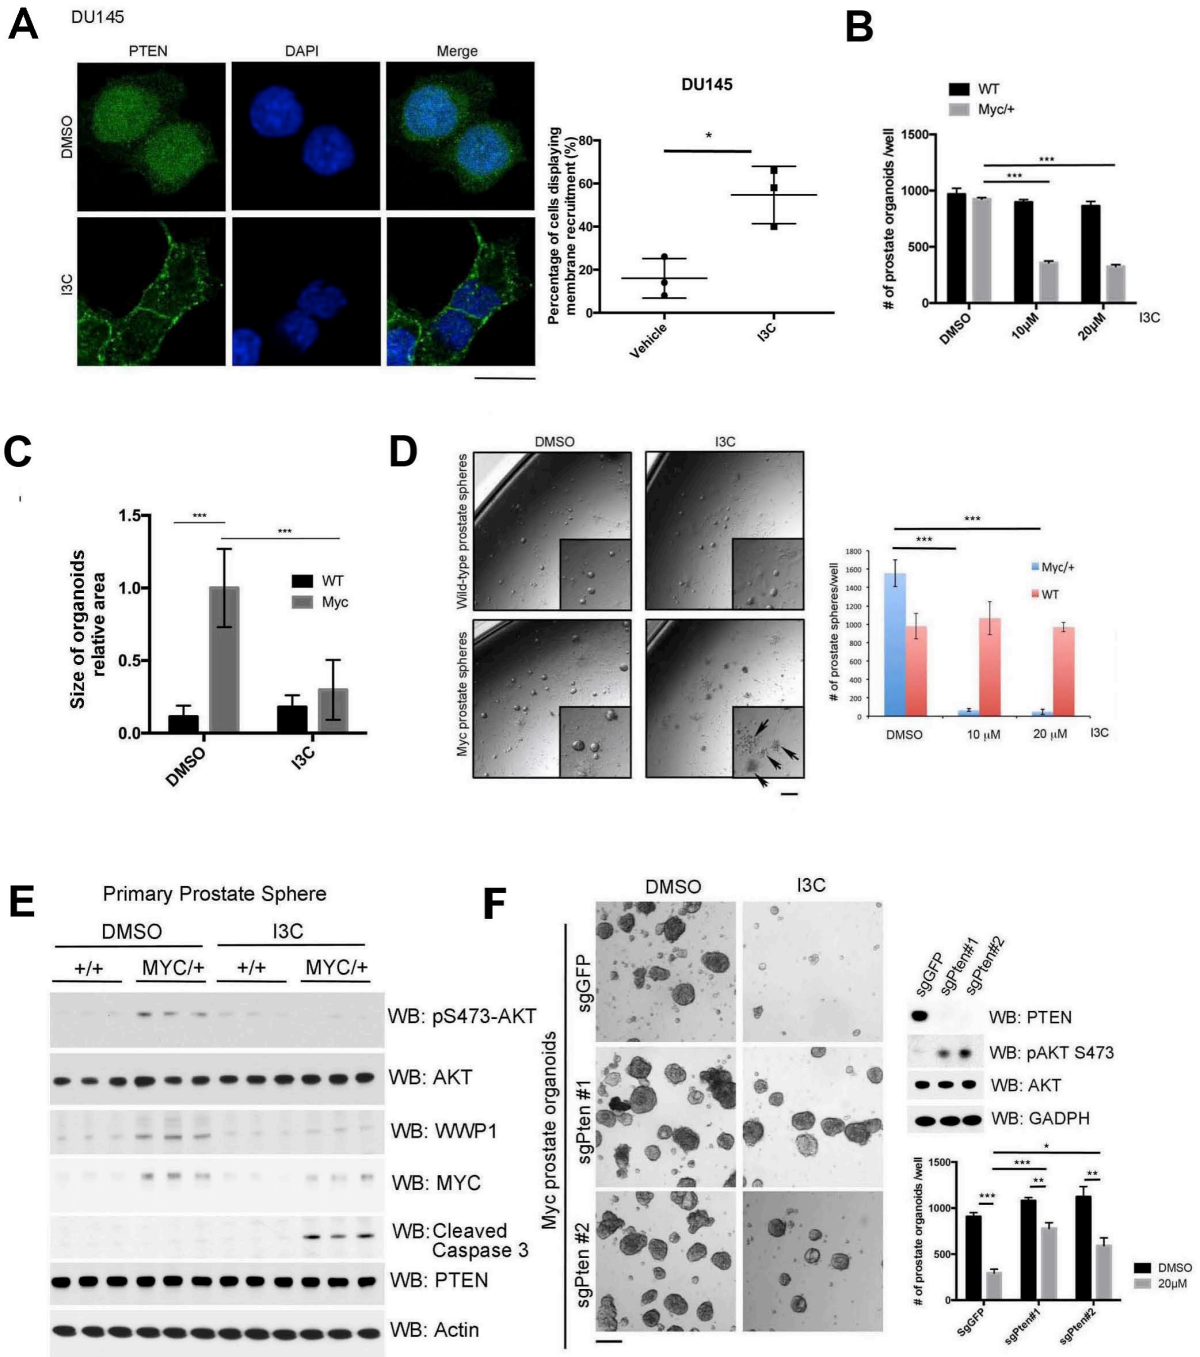 A
DU145
PTEN
DAPI
Merge
DMSO
I3C
DU145
Percentage of cells displaying
membrane recruitment (%)
80
60
40
20
0
*
Vehicle
I3C
B
WT
Myc/+
# of prostate organoids /well
1500
1000
500
0
***
***
DMSO
10µM
20µM
I3C
C
Size of organoids
relative area
1.5
1.0
0.5
0.0
***
***
WT
Myc
DMSO
I3C
D
DMSO
I3C
Wild-type prostate spheres
Myc prostate spheres
# of prostate spheres/well
1800
1600
1400
1200
1000
800
600
400
200
0
***
***
Myc/+
WT
DMSO
10 µM
20 µM
I3C
E
Primary Prostate Sphere
DMSO
I3C
+/+
MYC/+
+/+
MYC/+
WB: pS473-AKT
WB: AKT
WB: WWP1
WB: MYC
WB: Cleaved
Caspase 3
WB: PTEN
WB: Actin
F
DMSO
I3C
Myc prostate organoids
sgGFP
sgPten #1
sgPten #2
sgGFP
sgPten#1
sgPten#2
WB: PTEN
WB: pAKT S473
WB: AKT
WB: GADPH
# of prostate organoids /well
1500
1000
500
0
*
***
***
**
**
SgGFP
sgPten#1
sgPten#2
DMSO
20µM